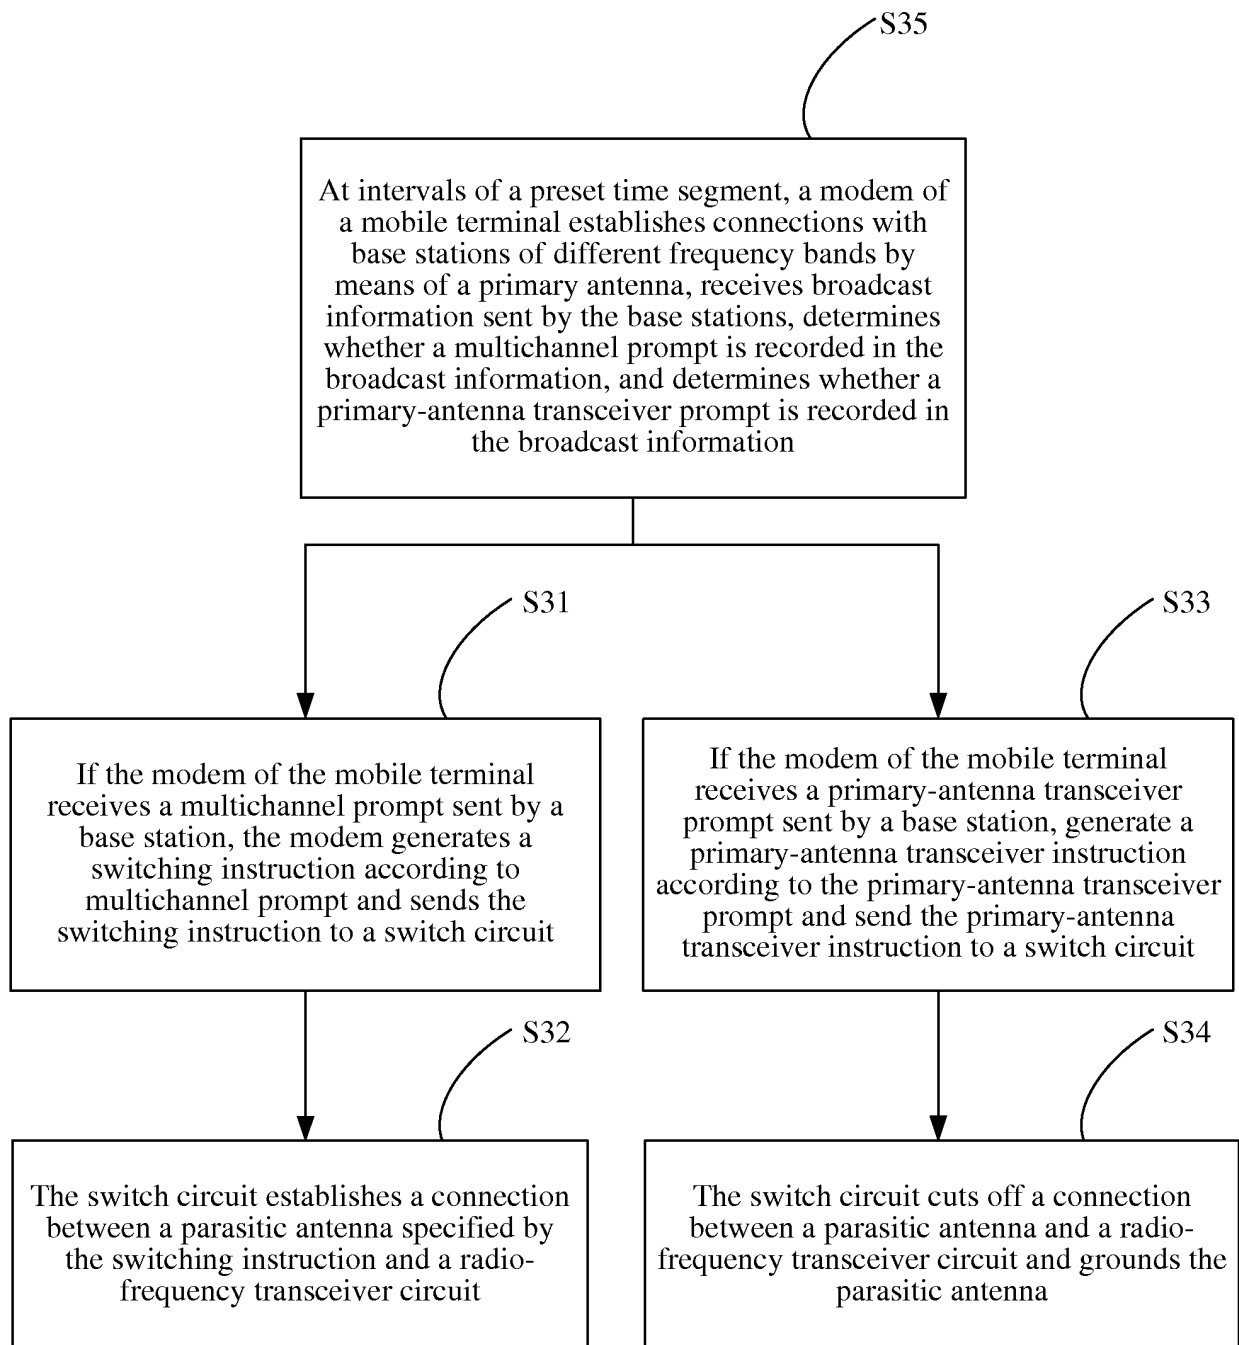 S35
At intervals of a preset time segment, a modem of
a mobile terminal establishes connections with
base stations of different frequency bands by
means of a primary antenna, receives broadcast
information sent by the base stations, determines
whether a multichannel prompt is recorded in the
broadcast information, and determines whether a
primary-antenna transceiver prompt is recorded in
the broadcast information
S31
If the modem of the mobile terminal
receives a multichannel prompt sent by a
base station, the modem generates a
switching instruction according to
multichannel prompt and sends the
switching instruction to a switch circuit
S33
If the modem of the mobile terminal
receives a primary-antenna transceiver
prompt sent by a base station, generate a
primary-antenna transceiver instruction
according to the primary-antenna transceiver
prompt and send the primary-antenna
transceiver instruction to a switch circuit
S32
The switch circuit establishes a connection
between a parasitic antenna specified by
the switching instruction and a radio-
frequency transceiver circuit
S34
The switch circuit cuts off a connection
between a parasitic antenna and a radio-
frequency transceiver circuit and grounds the
parasitic antenna